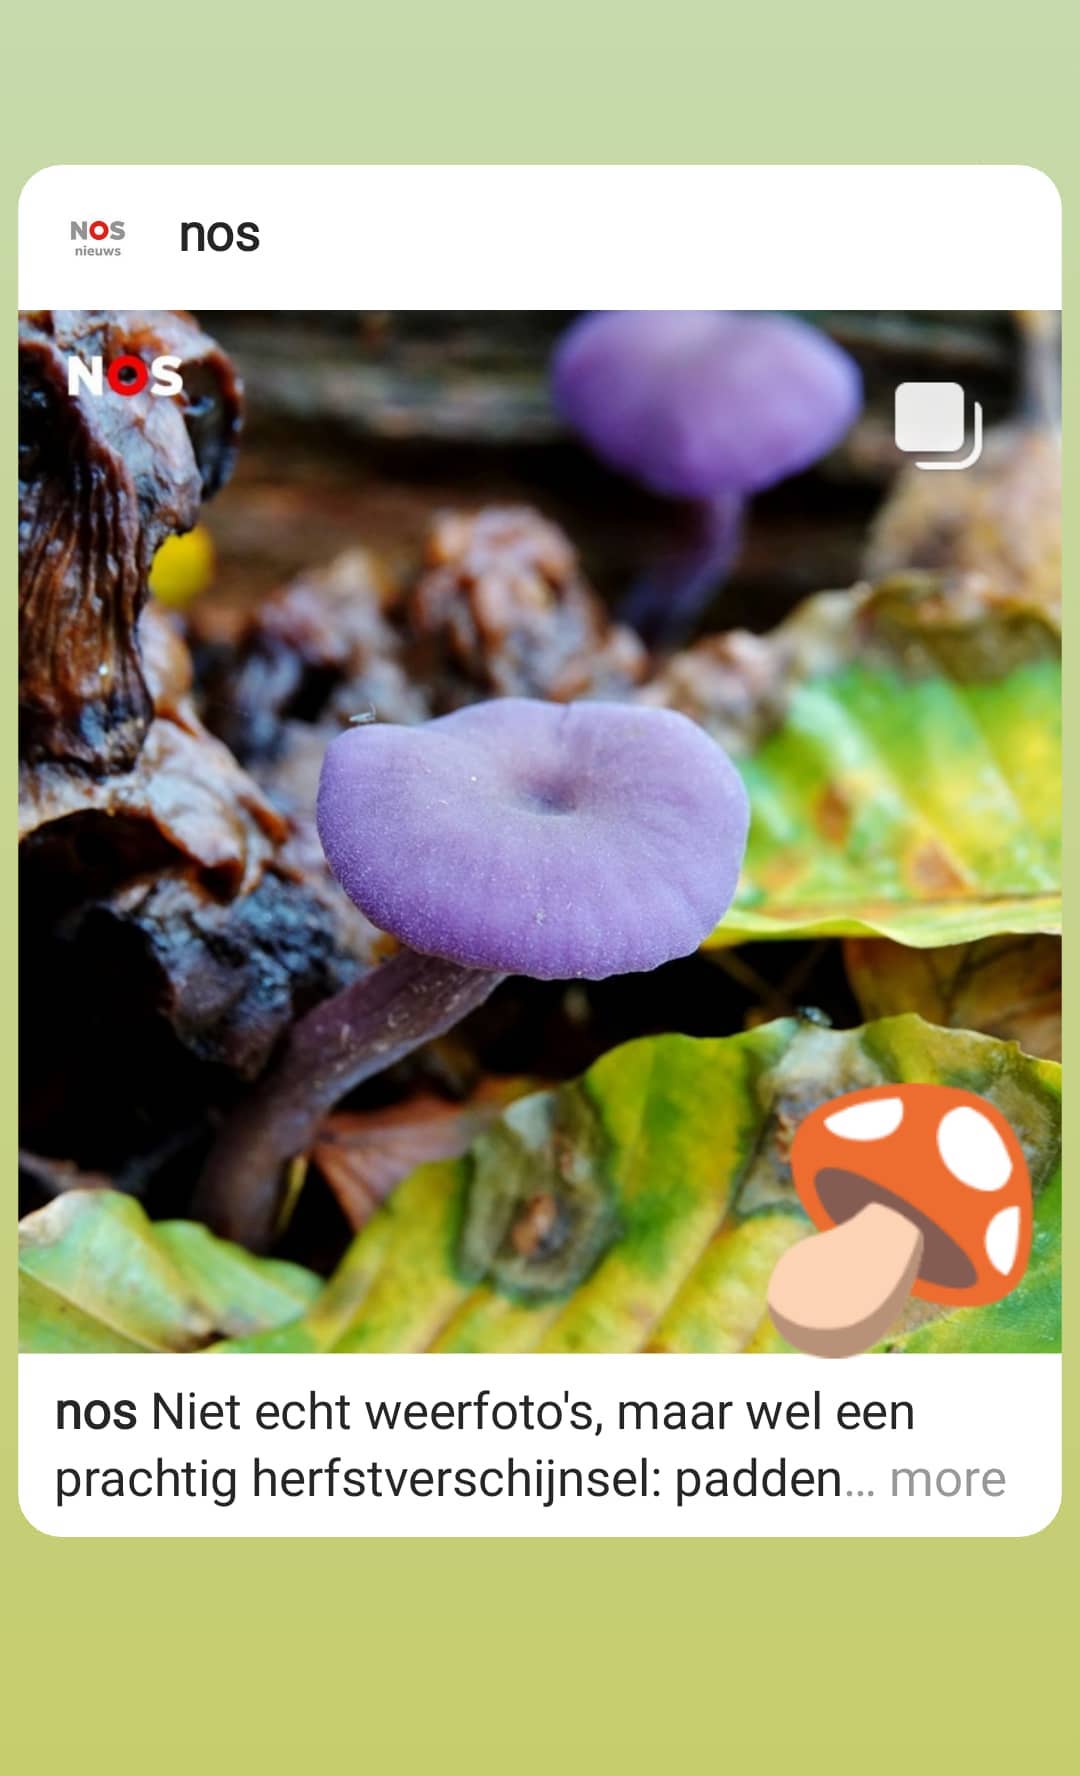 NOS
nieuws
nos
NOS
nos Niet echt weerfoto's, maar wel een
prachtig herfstverschijnsel: padden... more